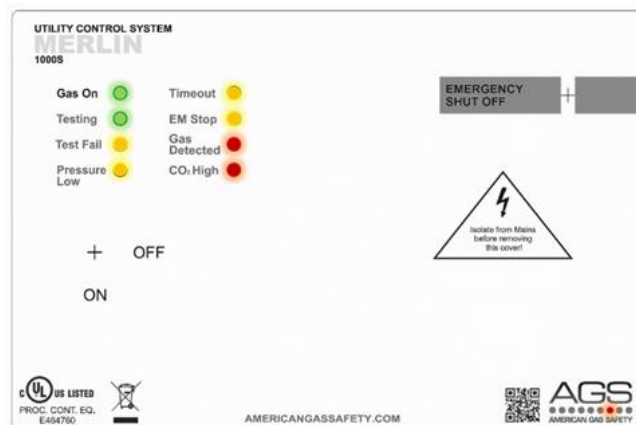 UTILITY CONTROL SYSTEM
MERLIN
1000S
Gas On
Testing
Test Fail
Pressure
Low
Timeout
EM Stop
Gas
Detected
CO₂ High
EMERGENCY
SHUT OFF
Isolate from Mains
before removing
this cover!
OFF
ON
C UL US LISTED
PROC. CONT. EQ.
E464760
AMERICANGASSAFETY.COM
AGS
AMERICAN GAS SAFETY